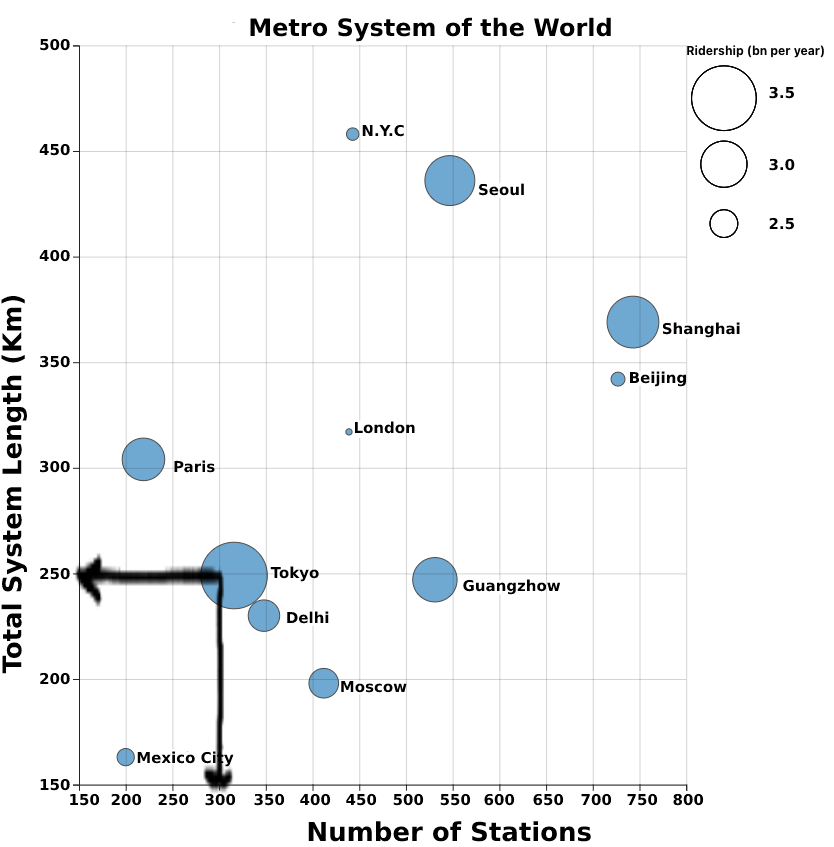 Metro System of the World
Ridership (bn per year)
3.5
3.0
2.5
Total System Length (Km)
500
450
400
350
300
250
200
150
N.Y.C
Seoul
Shanghai
Beijing
London
Paris
Tokyo
Guangzhow
Delhi
Moscow
Mexico City
150 200 250 300 350 400 450 500 550 600 650 700 750 800
Number of Stations